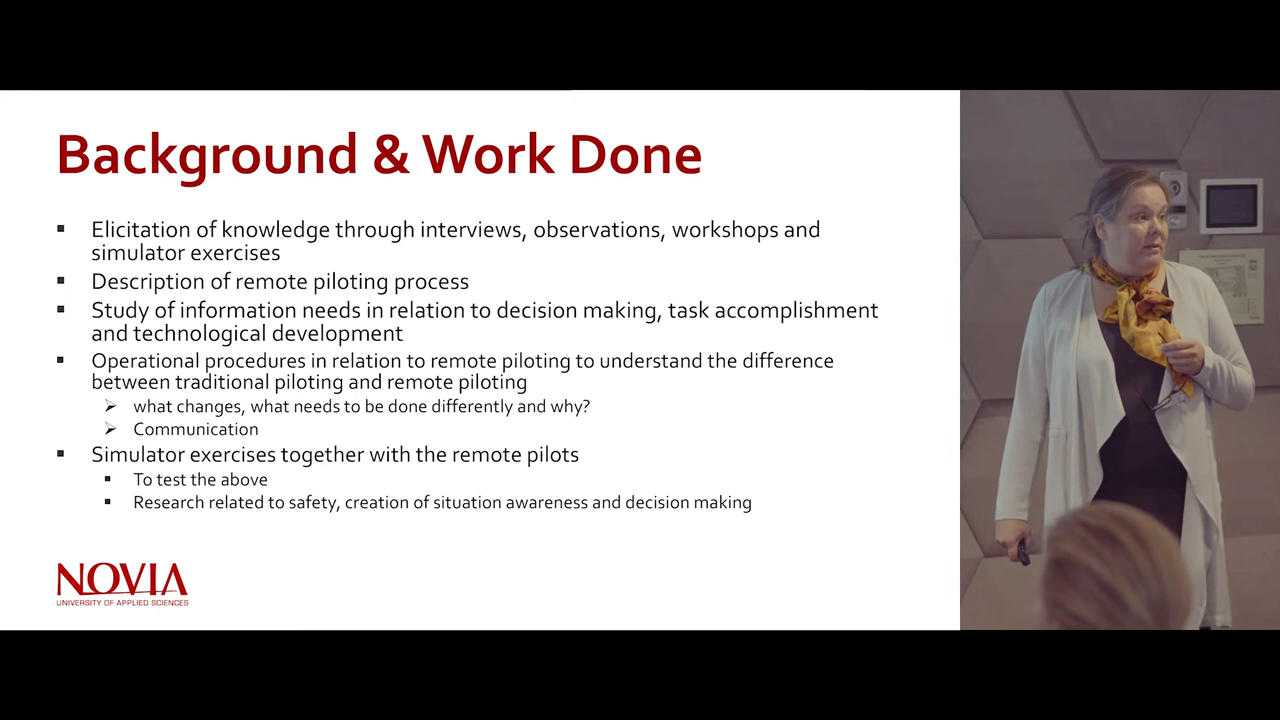 Background & Work Done
▪ Elicitation of knowledge through interviews, observations, workshops and
simulator exercises
▪ Description of remote piloting process
▪ Study of information needs in relation to decision making, task accomplishment
and technological development
▪ Operational procedures in relation to remote piloting to understand the difference
between traditional piloting and remote piloting
➢ what changes, what needs to be done differently and why?
➢ Communication
▪ Simulator exercises together with the remote pilots
▪ To test the above
▪ Research related to safety, creation of situation awareness and decision making
NOVIA
UNIVERSITY OF APPLIED SCIENCES